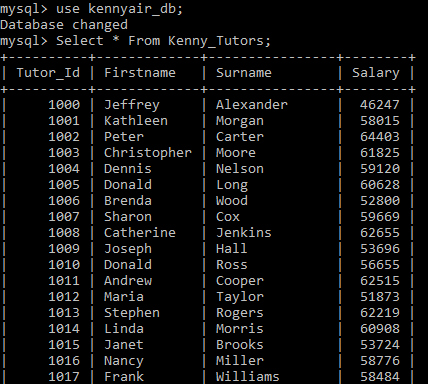 mysql> use kennyair_db;
Database changed
mysql> Select * From Kenny_Tutors;
+----------+-------------+-----------+--------+
| Tutor_Id | Firstname   | Surname   | Salary |
+----------+-------------+-----------+--------+
|     1000 | Jeffrey     | Alexander |  46247 |
|     1001 | Kathleen    | Morgan    |  58015 |
|     1002 | Peter       | Carter    |  64403 |
|     1003 | Christopher | Moore     |  61825 |
|     1004 | Dennis      | Nelson    |  59120 |
|     1005 | Donald      | Long      |  60628 |
|     1006 | Brenda      | Wood      |  52800 |
|     1007 | Sharon      | Cox       |  59669 |
|     1008 | Catherine   | Jenkins   |  62655 |
|     1009 | Joseph      | Hall      |  53696 |
|     1010 | Donald      | Ross      |  56655 |
|     1011 | Andrew      | Cooper    |  62515 |
|     1012 | Maria       | Taylor    |  51873 |
|     1013 | Stephen     | Rogers    |  62219 |
|     1014 | Linda       | Morris    |  60908 |
|     1015 | Janet       | Brooks    |  53724 |
|     1016 | Nancy       | Miller    |  58776 |
|     1017 | Frank       | Williams  |  58484 |